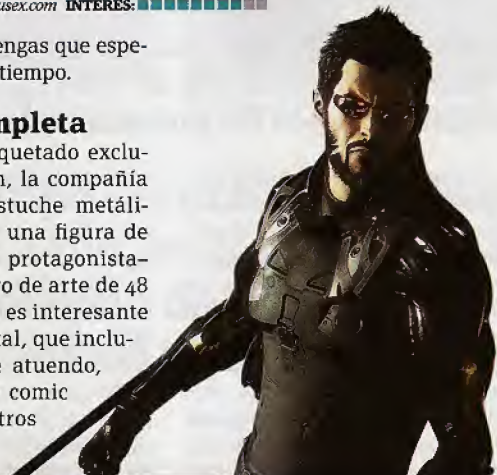 usex.com INTERÉS:
engas que espe-
tiempo.
mpleta
quetado exclu-
n, la compañía
stuche metáli-
una figura de
protagonista–
o de arte de 48
es interesante
tal, que inclu-
e atuendo,
comic
tros